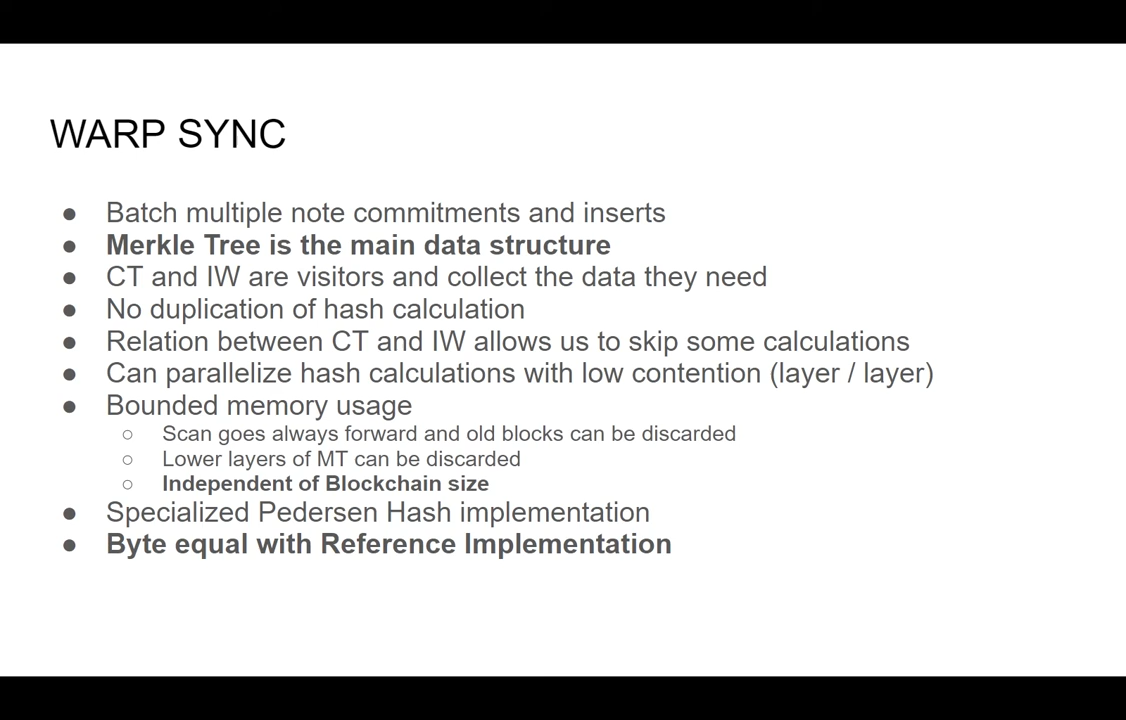 WARP SYNC
● Batch multiple note commitments and inserts
● Merkle Tree is the main data structure
● CT and IW are visitors and collect the data they need
● No duplication of hash calculation
● Relation between CT and IW allows us to skip some calculations
● Can parallelize hash calculations with low contention (layer / layer)
● Bounded memory usage
○ Scan goes always forward and old blocks can be discarded
○ Lower layers of MT can be discarded
○ Independent of Blockchain size
● Specialized Pedersen Hash implementation
● Byte equal with Reference Implementation